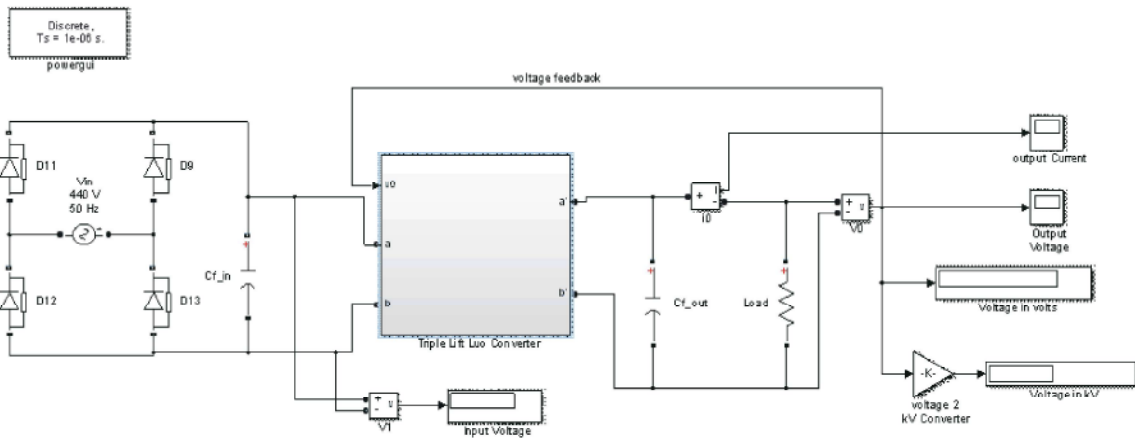 Discrete,
Ts = 1e-06 s.
powergui
voltage feedback
D11
D9
Vin
440 V
50 Hz
D12
D13
Cf_in
v0
a
b
a'
b'
Triple Lift Luo Converter
+
-
i
i0
Cf_out
Load
+
-
v
V0
output Current
Output
Voltage
Voltage in volts
-K-
voltage 2
kV Converter
Voltage in kV
+
-
v
V1
Input Voltage